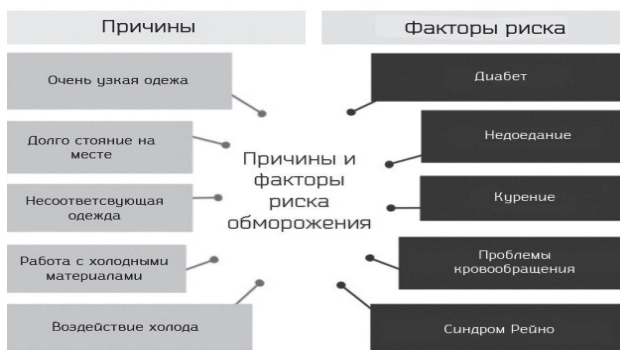 Причины
Факторы риска
Очень узкая одежа
Долго стояние на
месте
Несоответсвующая
одежда
Работа с холодными
материалами
Воздействие холода
Причины и
факторы
риска
обморожения
Диабет
Недоедание
Курение
Проблемы
кровообращения
Синдром Рейно